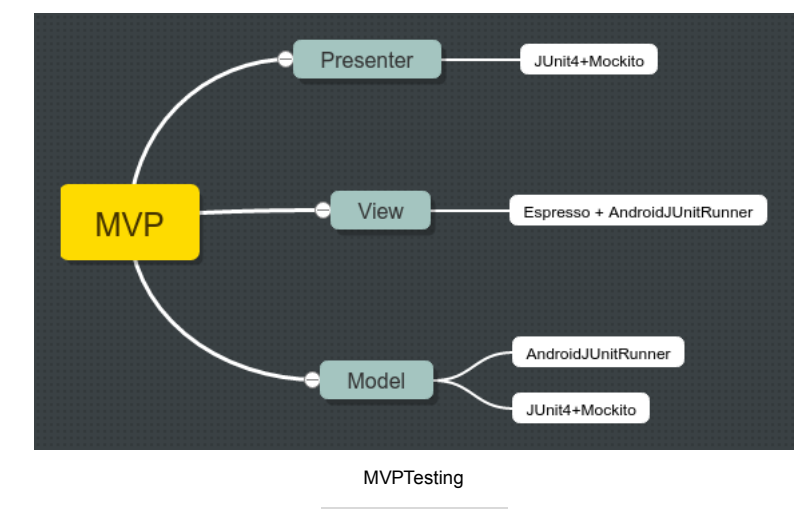 Presenter
JUnit4+Mockito
MVP
View
Espresso + AndroidJUnitRunner
Model
AndroidJUnitRunner
JUnit4+Mockito
MVPTesting